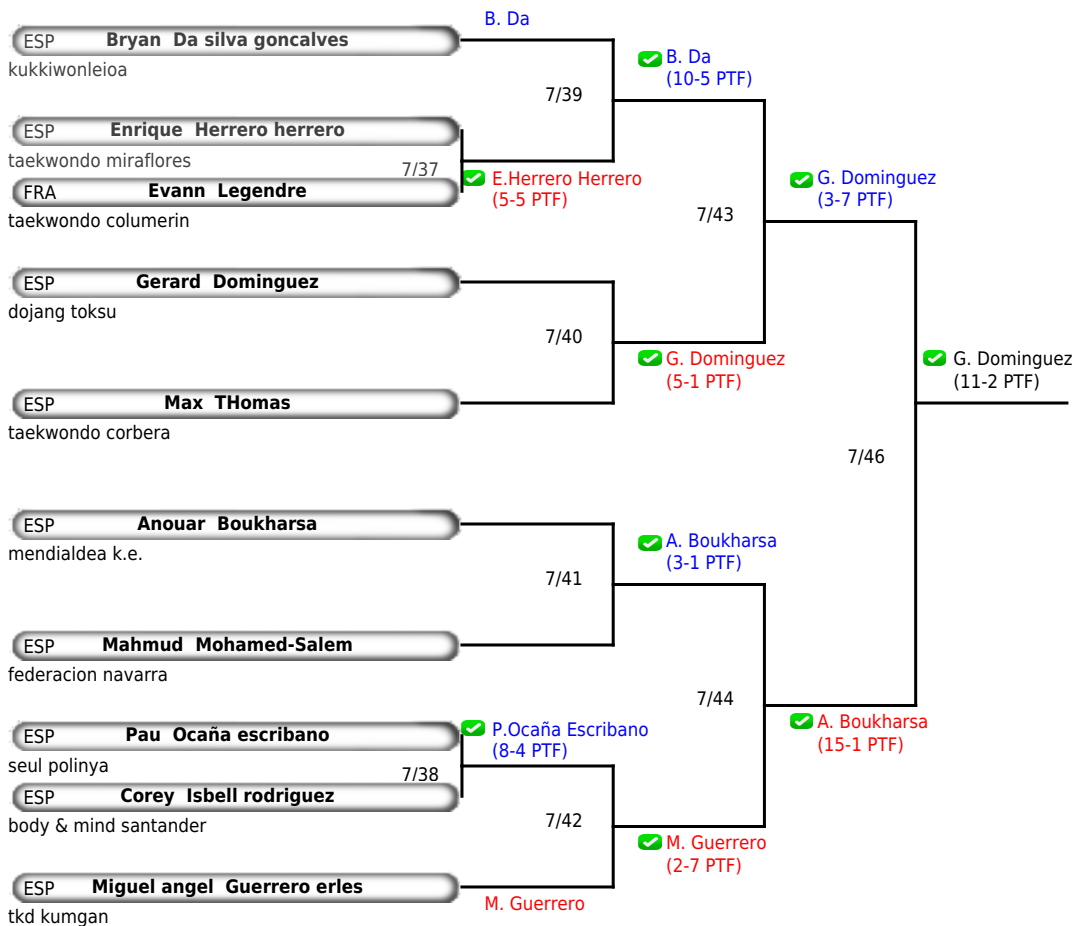 B. Da
ESP Bryan Da silva goncalves
kukkiwonleioa
B. Da
(10-5 PTF)
7/39
ESP Enrique Herrero herrero
taekwondo miraflores
7/37
E.Herrero Herrero
(5-5 PTF)
FRA Evann Legendre
taekwondo columerin
G. Dominguez
(3-7 PTF)
7/43
ESP Gerard Dominguez
dojang toksu
7/40
G. Dominguez
(5-1 PTF)
G. Dominguez
(11-2 PTF)
ESP Max THomas
taekwondo corbera
7/46
ESP Anouar Boukharsa
mendialdea k.e.
A. Boukharsa
(3-1 PTF)
7/41
ESP Mahmud Mohamed-Salem
federacion navarra
7/44
A. Boukharsa
(15-1 PTF)
ESP Pau Ocaña escribano
seul polinya
P.Ocaña Escribano
(8-4 PTF)
7/38
ESP Corey Isbell rodriguez
body & mind santander
7/42
M. Guerrero
(2-7 PTF)
ESP Miguel angel Guerrero erles
tkd kumgan
M. Guerrero